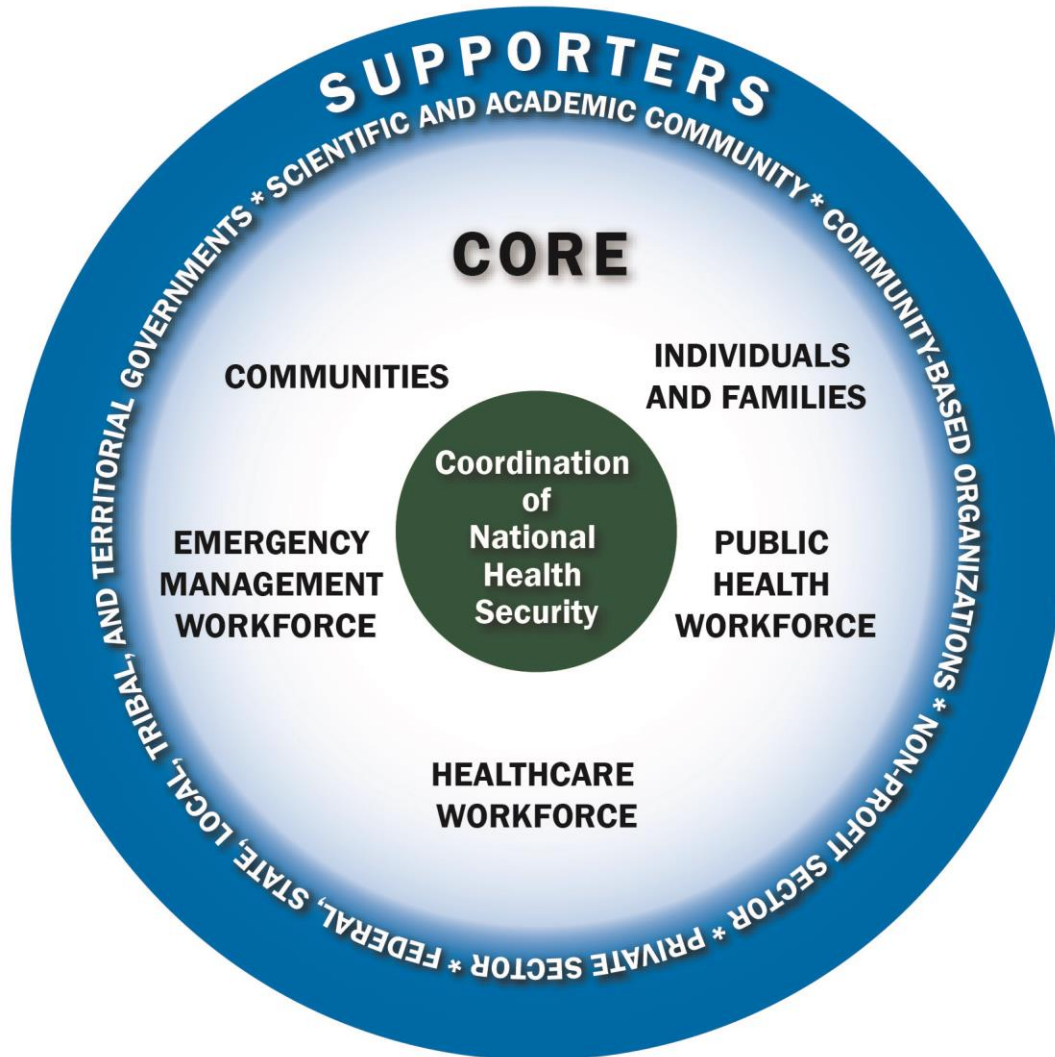 SUPPORTERS
SCIENTIFIC AND ACADEMIC COMMUNITY * COMMUNITY-BASED ORGANIZATIONS * NON-PROFIT SECTOR * PRIVATE SECTOR * FEDERAL, STATE, LOCAL, TRIBAL, AND TERRITORIAL GOVERNMENTS *
CORE
COMMUNITIES
INDIVIDUALS
AND FAMILIES
Coordination
of
National
Health
Security
EMERGENCY
MANAGEMENT
WORKFORCE
PUBLIC
HEALTH
WORKFORCE
HEALTHCARE
WORKFORCE